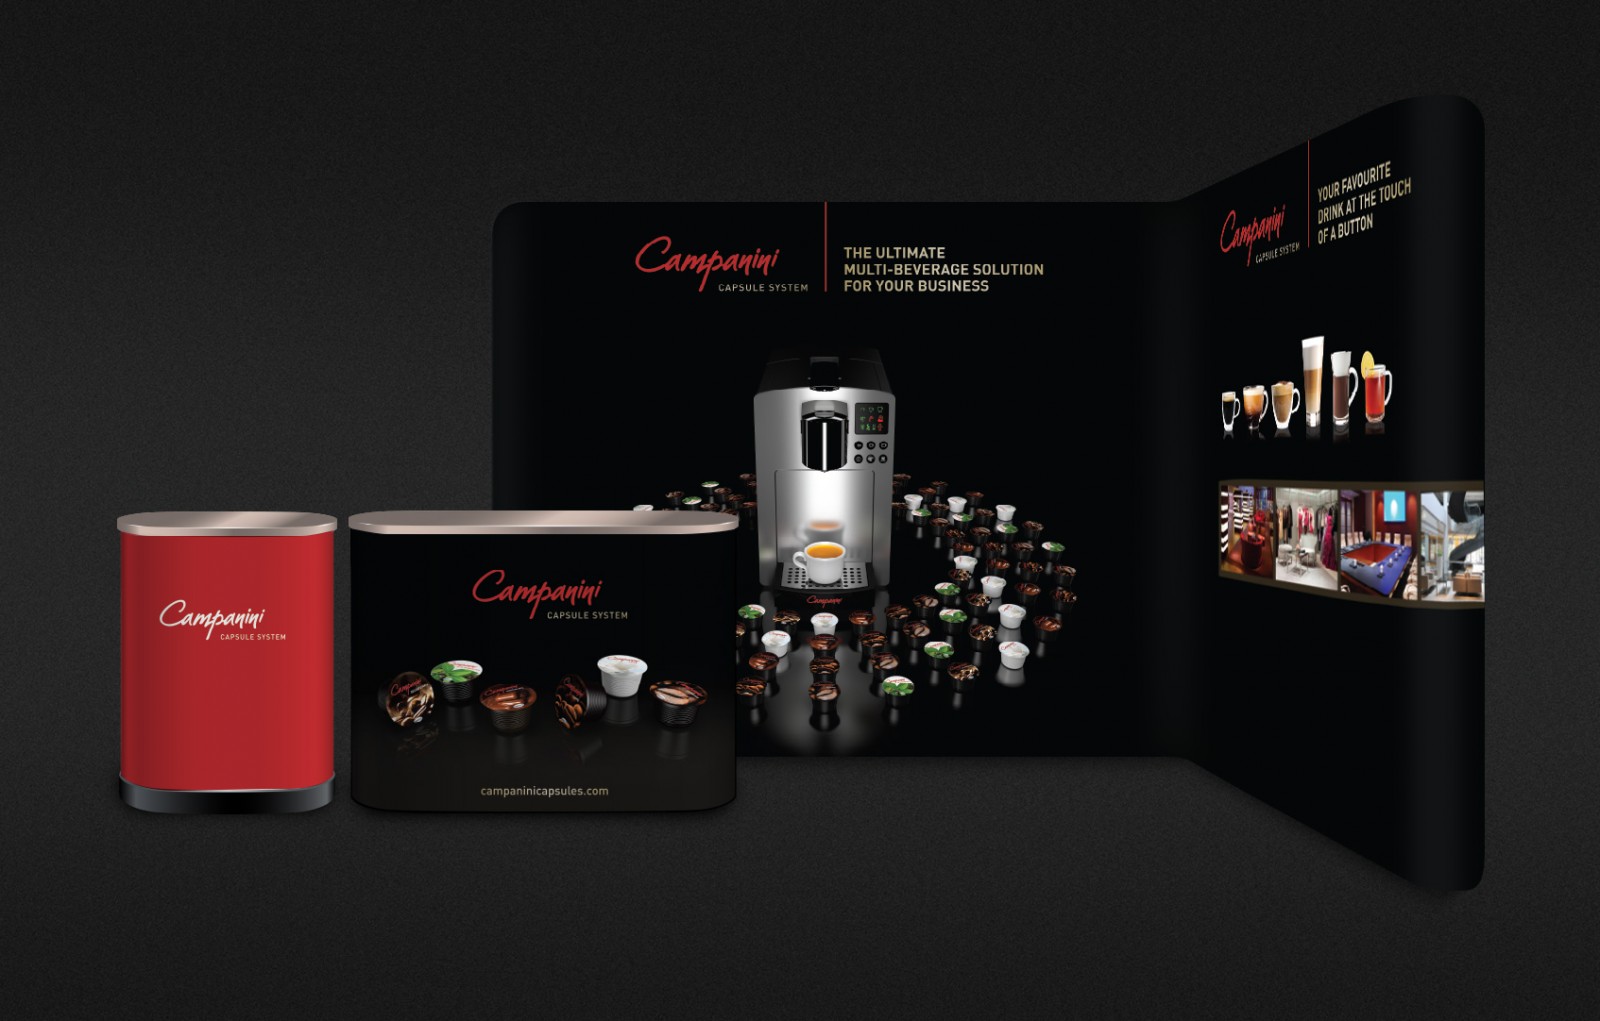 Campanini
CAPSULE SYSTEM
THE ULTIMATE
MULTI-BEVERAGE SOLUTION
FOR YOUR BUSINESS
Campanini
CAPSULE SYSTEM
YOUR FAVOURITE
DRINK AT THE TOUCH
OF A BUTTON
Campanini
CAPSULE SYSTEM
Campanini
CAPSULE SYSTEM
campaninicapsules.com
Campanini